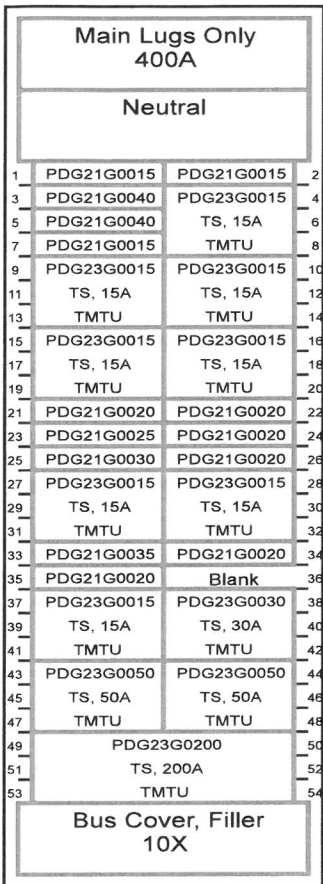 Main Lugs Only
400A
Neutral
1 PDG21G0015 PDG21G0015 2
3 PDG21G0040 PDG23G0015 4
5 PDG21G0040 TS, 15A 6
7 PDG21G0015 TMTU 8
9 PDG23G0015 PDG23G0015 10
11 TS, 15A TS, 15A 12
13 TMTU TMTU 14
15 PDG23G0015 PDG23G0015 16
17 TS, 15A TS, 15A 18
19 TMTU TMTU 20
21 PDG21G0020 PDG21G0020 22
23 PDG21G0025 PDG21G0020 24
25 PDG21G0030 PDG21G0020 26
27 PDG23G0015 PDG23G0015 28
29 TS, 15A TS, 15A 30
31 TMTU TMTU 32
33 PDG21G0035 PDG21G0020 34
35 PDG21G0020 Blank 36
37 PDG23G0015 PDG23G0030 38
39 TS, 15A TS, 30A 40
41 TMTU TMTU 42
43 PDG23G0050 PDG23G0050 44
45 TS, 50A TS, 50A 46
47 TMTU TMTU 48
49 PDG23G0200 50
51 TS, 200A 52
53 TMTU 54
Bus Cover, Filler
10X